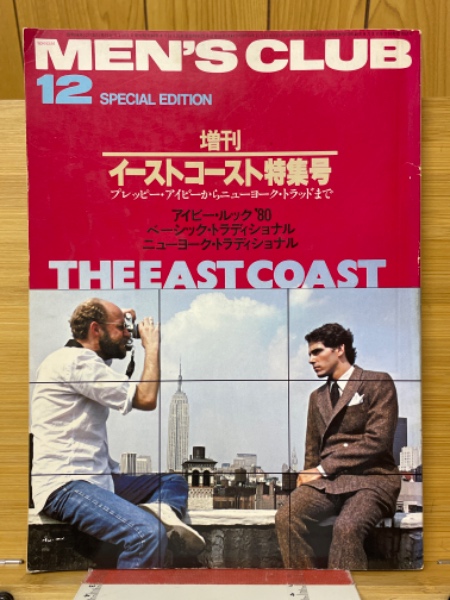 MEN'S CLUB
12 SPECIAL EDITION
増刊
イーストコースト特集号
プレッピー・アイビーからニューヨーク・トラッドまで
アイビー・ルック'80
ベーシック・トラディショナル
ニューヨーク・トラディショナル
THE EAST COAST